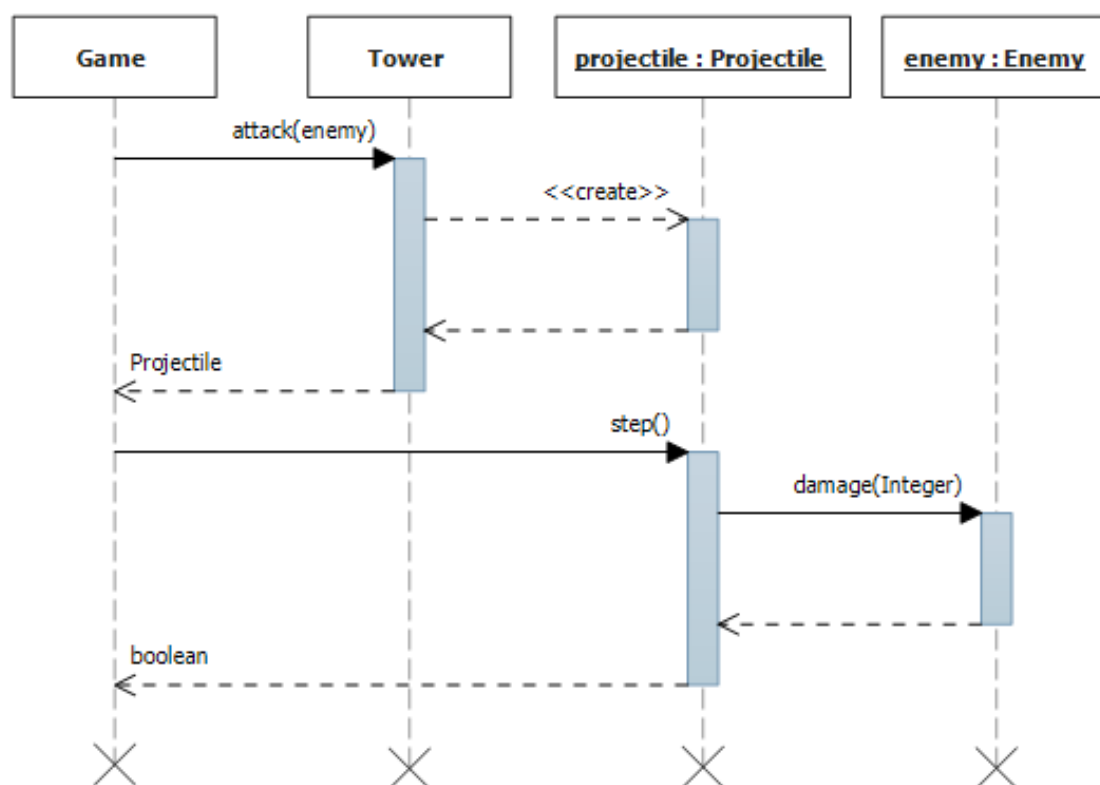 Game
Tower
projectile : Projectile
enemy : Enemy
attack(enemy)
<<create>>
Projectile
step()
damage(Integer)
boolean